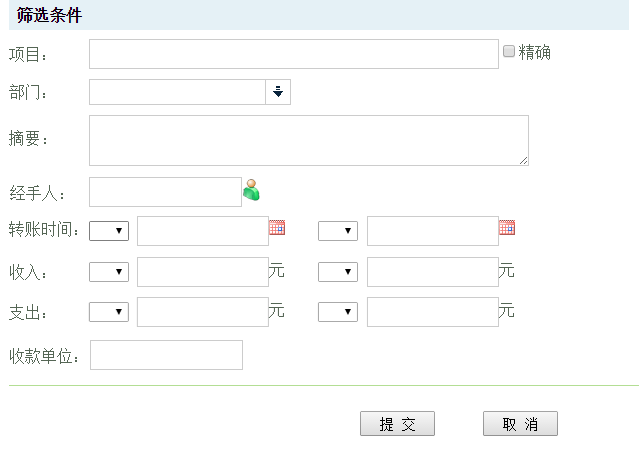 筛选条件
项目： 精确
部门：
摘要：
经手人：
转账时间：
收入： 元 元
支出： 元 元
收款单位：
提 交 取 消